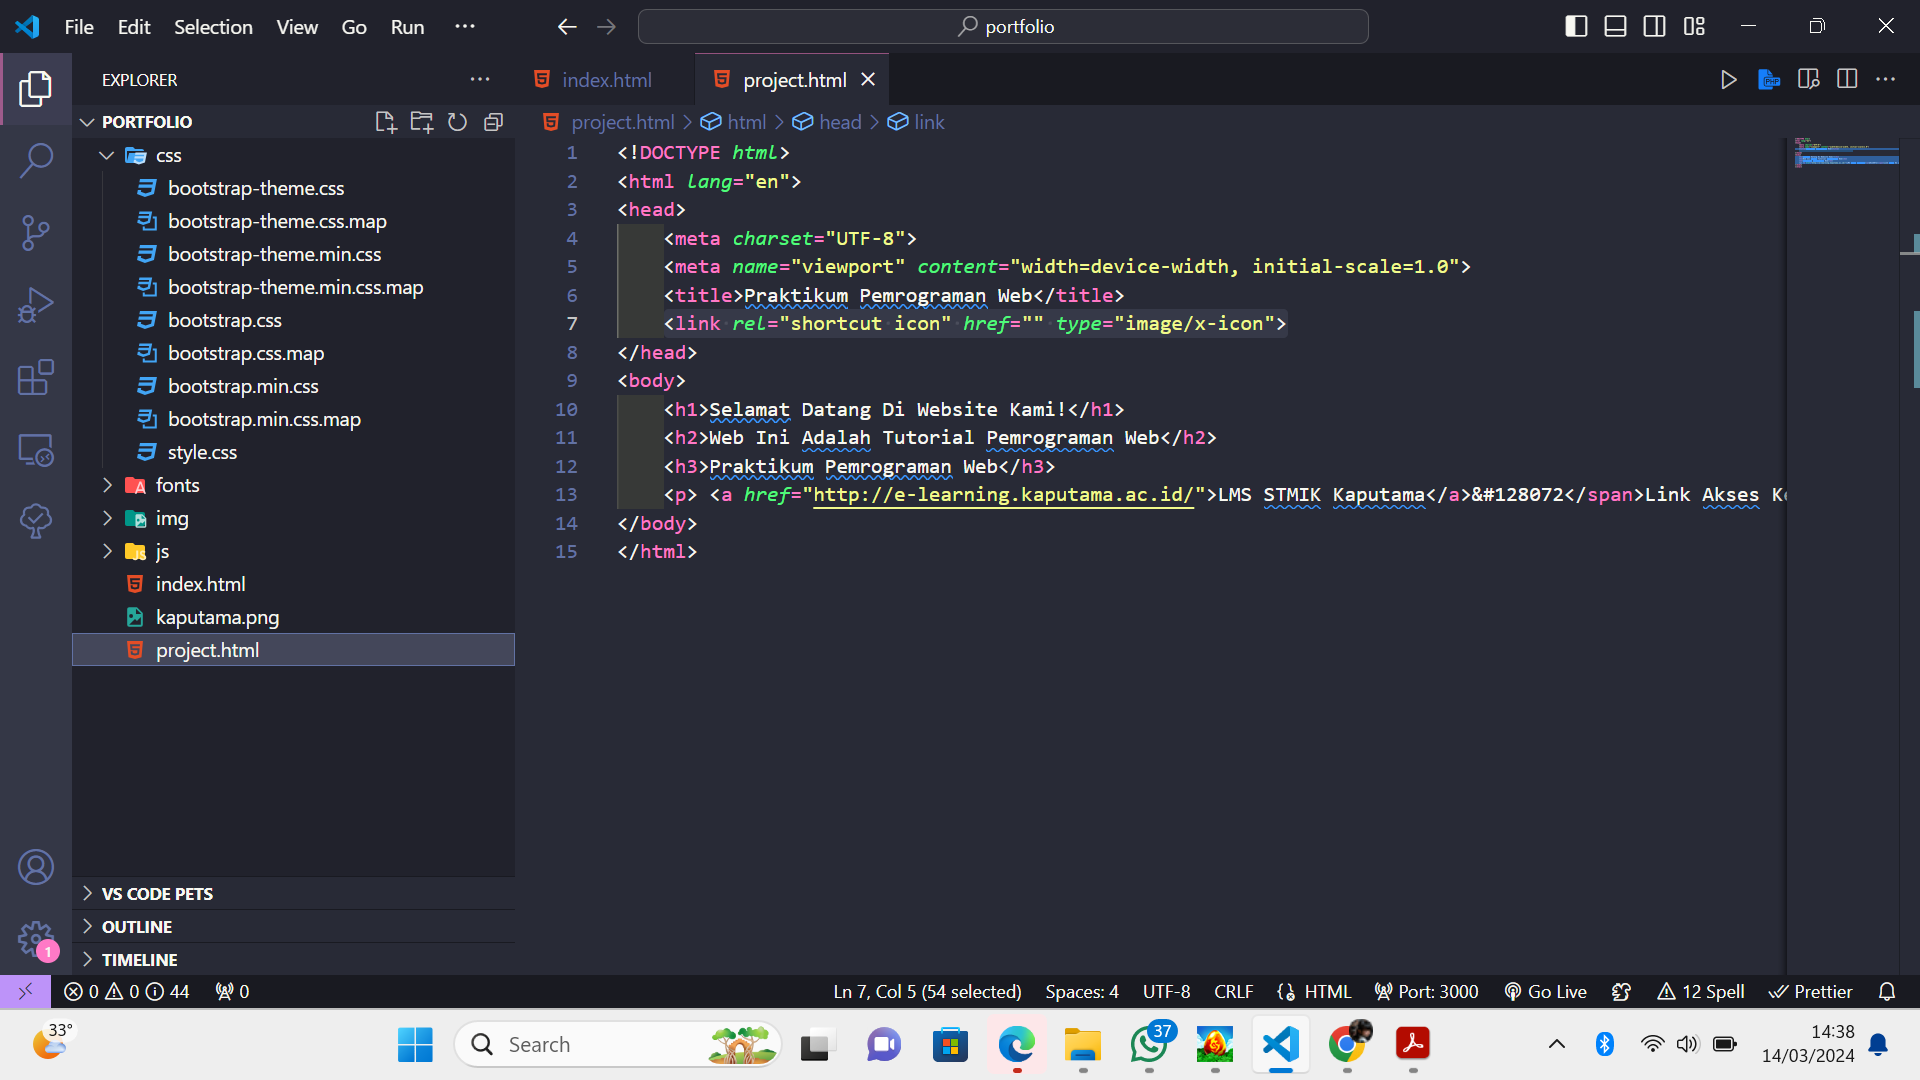 File Edit Selection View Go Run ··· portfolio
EXPLORER ···
index.html
project.html
PORTFOLIO
project.html > html > head > link
css
bootstrap-theme.css
bootstrap-theme.css.map
bootstrap-theme.min.css
bootstrap-theme.min.css.map
bootstrap.css
bootstrap.css.map
bootstrap.min.css
bootstrap.min.css.map
style.css
fonts
img
js
index.html
kaputama.png
project.html
VS CODE PETS
OUTLINE
TIMELINE
1 <!DOCTYPE html>
2 <html lang="en">
3 <head>
4 <meta charset="UTF-8">
5 <meta name="viewport" content="width=device-width, initial-scale=1.0">
6 <title>Praktikum Pemrograman Web</title>
7 <link rel="shortcut icon" href="" type="image/x-icon">
8 </head>
9 <body>
10 <h1>Selamat Datang Di Website Kami!</h1>
11 <h2>Web Ini Adalah Tutorial Pemrograman Web</h2>
12 <h3>Praktikum Pemrograman Web</h3>
13 <p> <a href="http://e-learning.kaputama.ac.id/">LMS STMIK Kaputama</a>&#128072</span>Link Akses
14 </body>
15 </html>
1
0 0 44 0 Ln 7, Col 5 (54 selected) Spaces: 4 UTF-8 CRLF HTML Port: 3000 Go Live 12 Spell Prettier
33° Search 37 14:38
14/03/2024